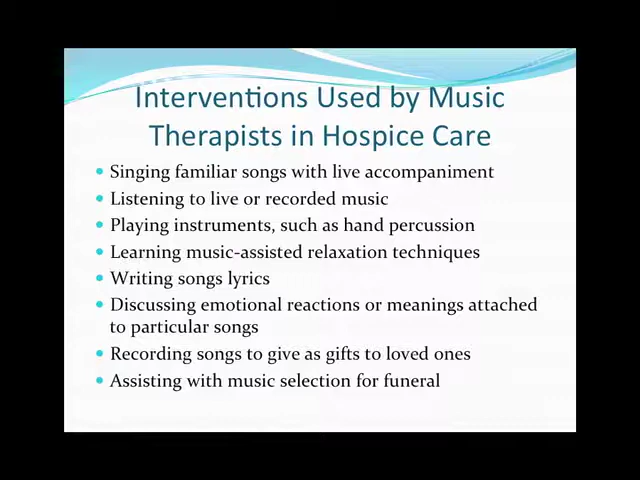 Interventions Used by Music
Therapists in Hospice Care
• Singing familiar songs with live accompaniment
• Listening to live or recorded music
• Playing instruments, such as hand percussion
• Learning music-assisted relaxation techniques
• Writing songs lyrics
• Discussing emotional reactions or meanings attached
to particular songs
• Recording songs to give as gifts to loved ones
• Assisting with music selection for funeral